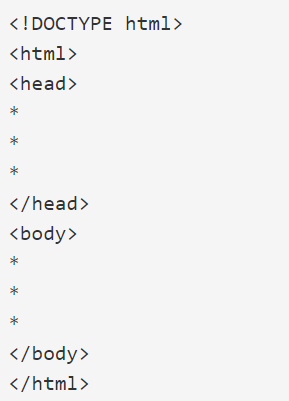 <!DOCTYPE html>
<html>
<head>
*
*
*
</head>
<body>
*
*
*
</body>
</html>